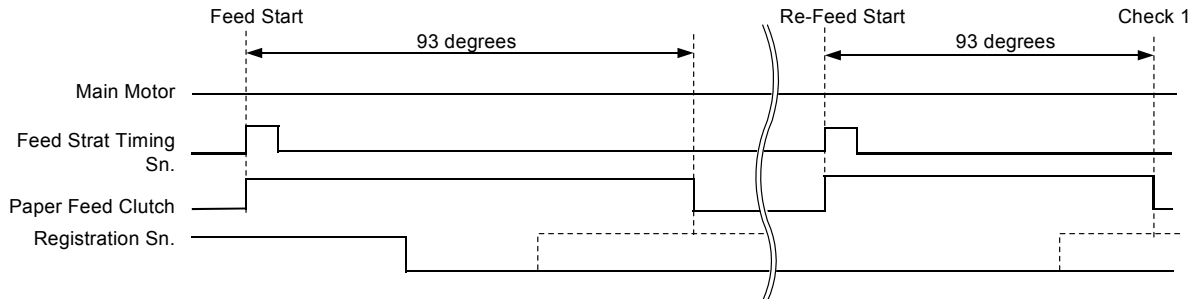 Feed Start
Re-Feed Start
Check 1
93 degrees
93 degrees
Main Motor
Feed Strat Timing
Sn.
Paper Feed Clutch
Registration Sn.